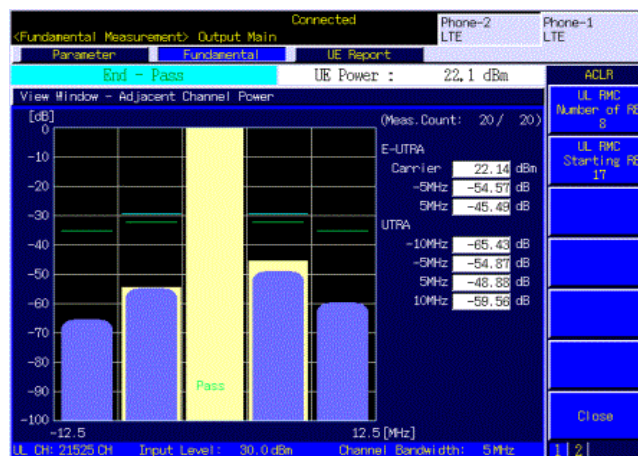 Connected
Phone-2
LTE
Phone-1
LTE
<Fundamental Measurement> Output Main
Parameter
Fundamental
UE Report
End - Pass
UE Power :
22.1 dBm
ACLR
View Window - Adjacent Channel Power
UL RMC
Number of RB
8
UL RMC
Starting RB
17
[dB]
(Meas.Count: 20/ 20)
E-UTRA
Carrier 22.14 dBm
-5MHz -54.57 dB
5MHz -45.49 dB
UTRA
-10MHz -65.43 dB
-5MHz -54.87 dB
5MHz -48.88 dB
10MHz -59.56 dB
0
-10
-20
-30
-40
-50
-60
-70
-80
-90
-100
Pass
-12.5
12.5[MHz]
Close
UL CH: 21525 CH Input Level: 30.0 dBm Channel Bandwidth: 5 MHz
1 2